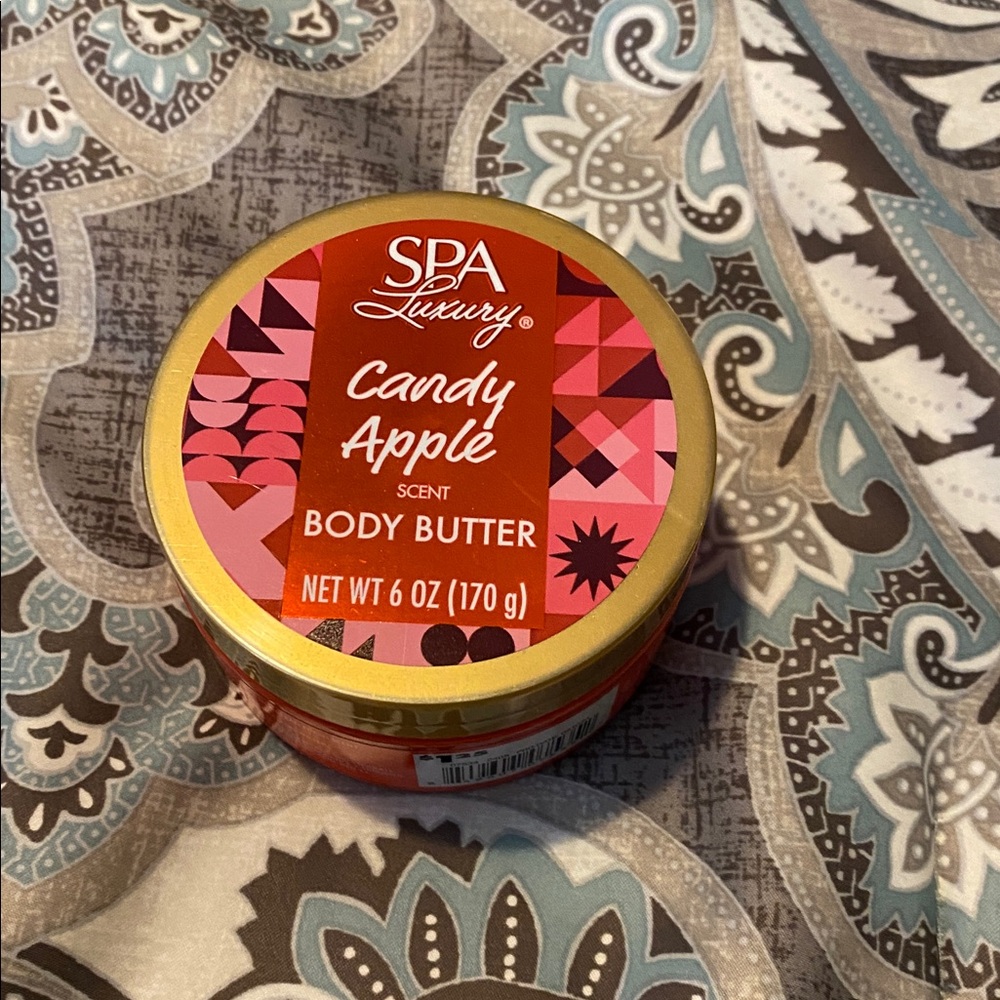 SPA
Luxury®
Candy
Apple
SCENT
BODY BUTTER
NET WT 6 OZ (170 g)